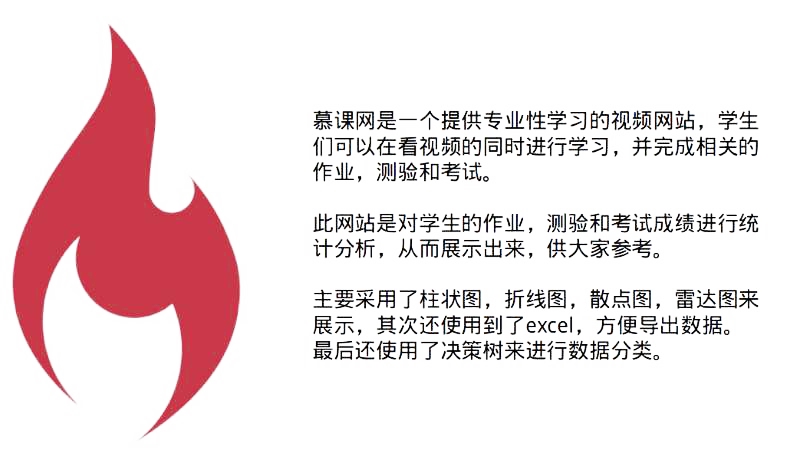 慕课网是一个提供专业性学习的视频网站，学生
们可以在看视频的同时进行学习，并完成相关的
作业，测验和考试。
此网站是对学生的作业，测验和考试成绩进行统
计分析，从而展示出来，供大家参考。
主要采用了柱状图，折线图，散点图，雷达图来
展示，其次还使用到了excel，方便导出数据。
最后还使用了决策树来进行数据分类。